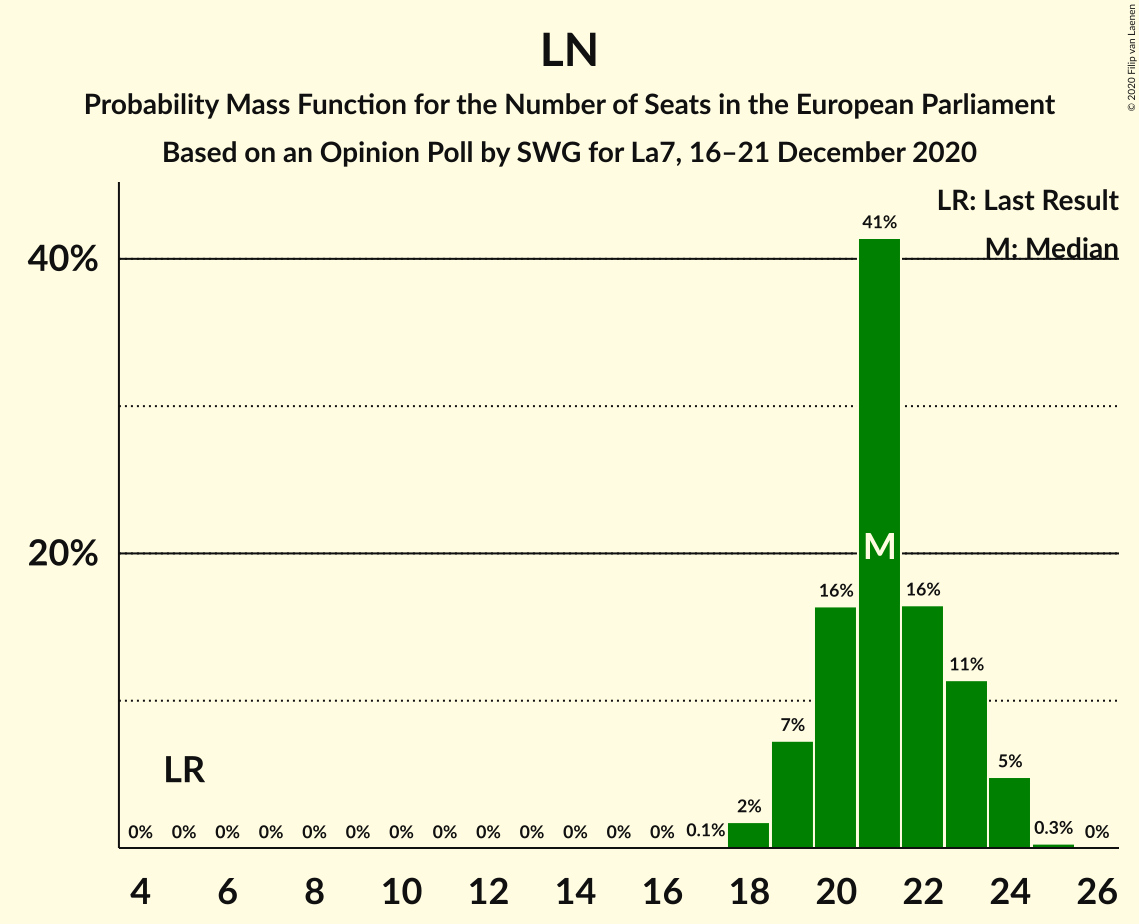 LN
Probability Mass Function for the Number of Seats in the European Parliament
Based on an Opinion Poll by SWG for La7, 16–21 December 2020
© 2020 Filip van Laenen
LR: Last Result
M: Median
40%
20%
41%
M
16%
16%
11%
7%
5%
2%
LR
0% 0% 0% 0% 0% 0% 0% 0% 0% 0% 0% 0% 0% 0.1% 0.3% 0%
4 6 8 10 12 14 16 18 20 22 24 26